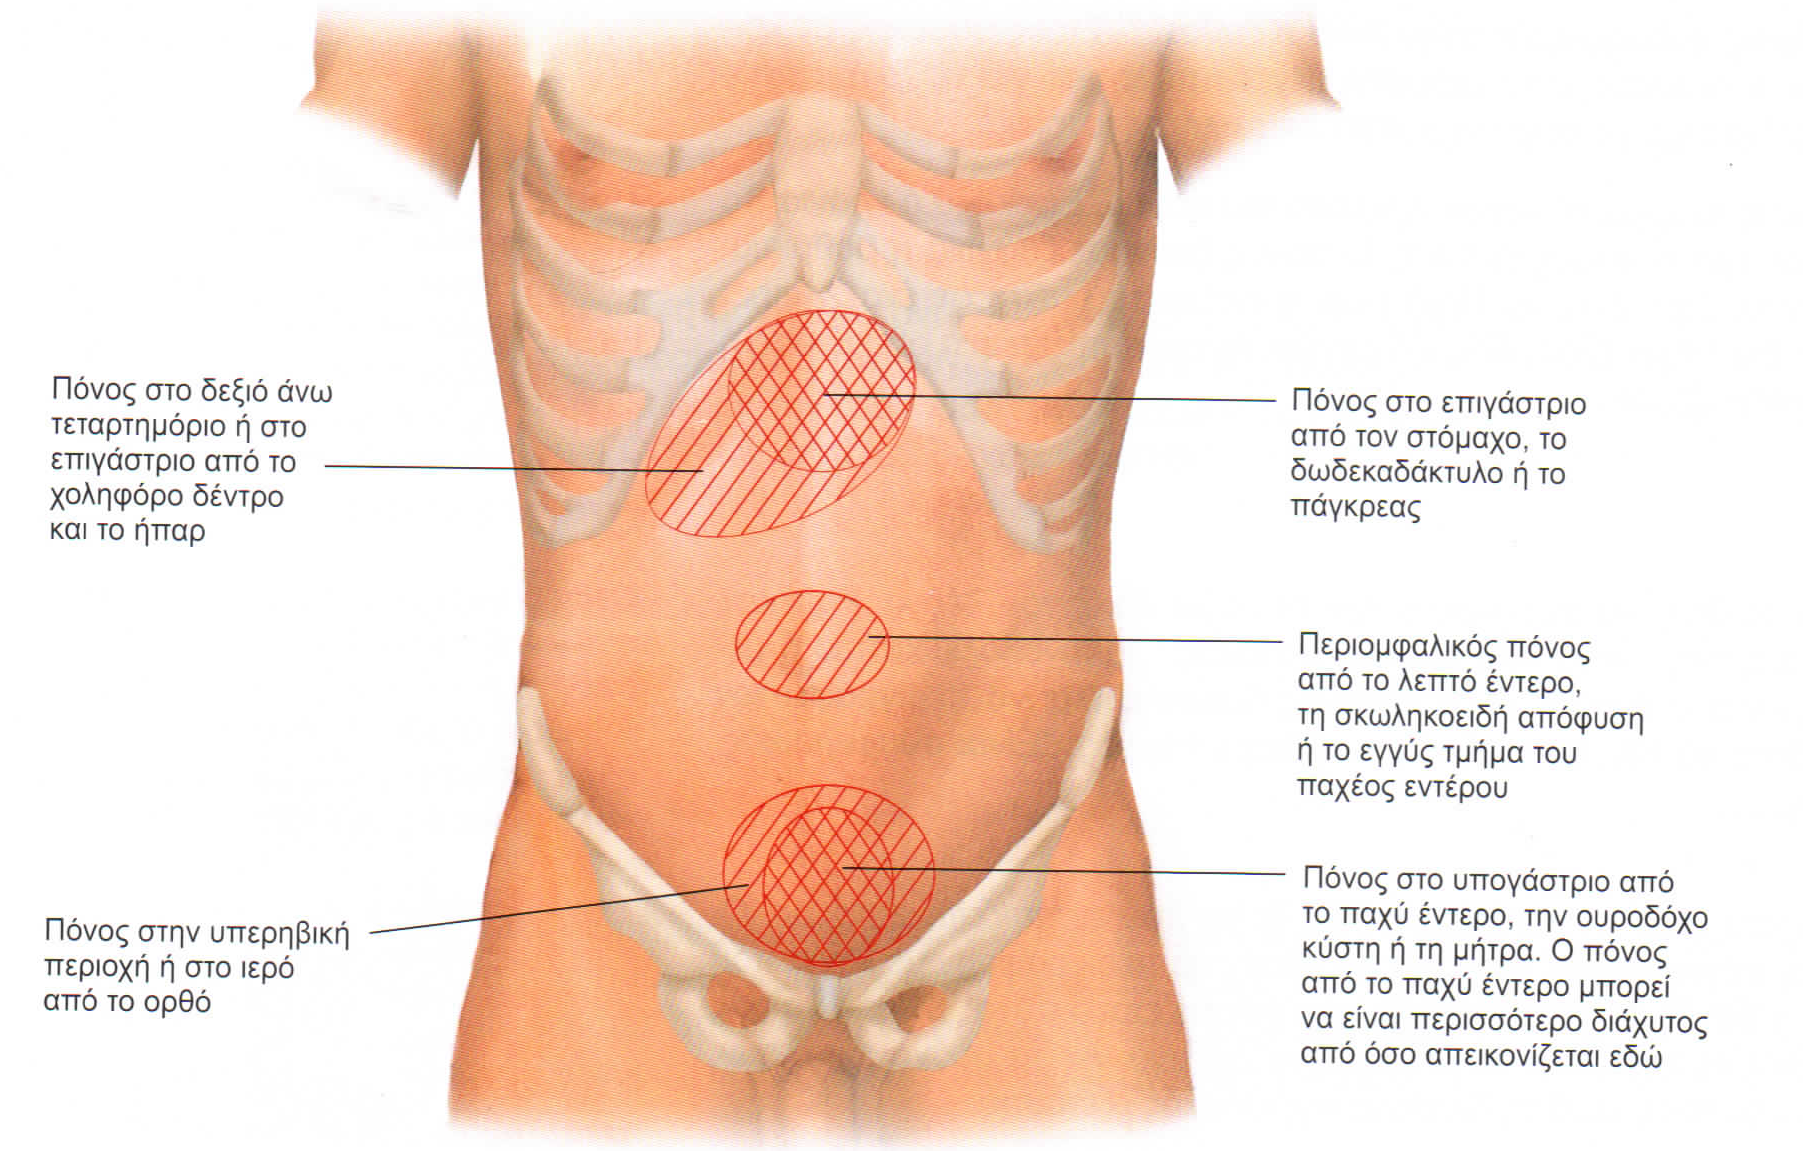 Πόνος στο δεξιό άνω
τεταρτημόριο ή στο
επιγάστριο από το
χοληφόρο δέντρο
και το ήπαρ
Πόνος στο επιγάστριο
από τον στόμαχο, το
δωδεκαδάκτυλο ή το
πάγκρεας
Περιομφαλικός πόνος
από το λεπτό έντερο,
τη σκωληκοειδή απόφυση
ή το εγγύς τμήμα του
παχέος εντέρου
Πόνος στην υπερηβική
περιοχή ή στο ιερό
από το ορθό
Πόνος στο υπογάστριο από
το παχύ έντερο, την ουροδόχο
κύστη ή τη μήτρα. Ο πόνος
από το παχύ έντερο μπορεί
να είναι περισσότερο διάχυτος
από όσο απεικονίζεται εδώ